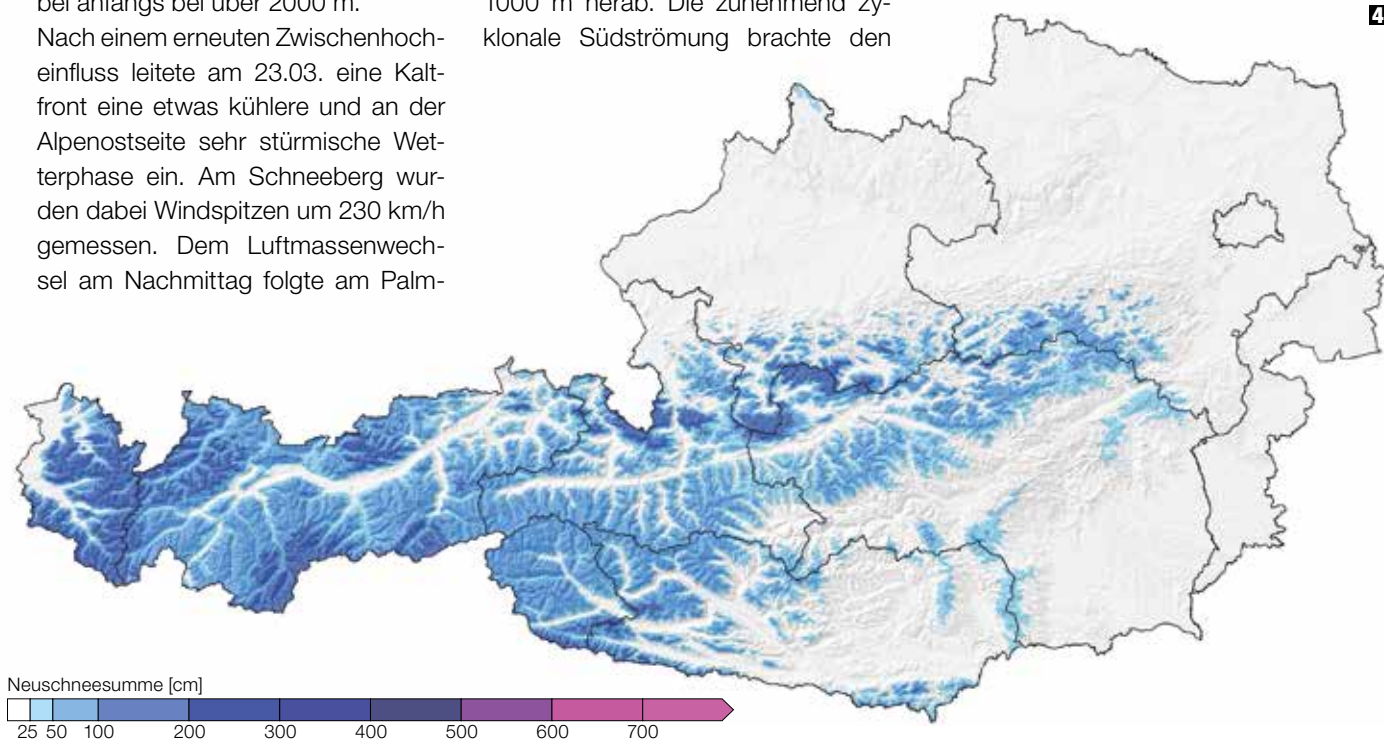 bei anfangs bei über 2000 m.
Nach einem erneuten Zwischenhoch-
einfluss leitete am 23.03. eine Kalt-
front eine etwas kühlere und an der
Alpenostseite sehr stürmische Wet-
terphase ein. Am Schneeberg wur-
den dabei Windspitzen um 230 km/h
gemessen. Dem Luftmassenwech-
sel am Nachmittag folgte am Palm-
1000 m herab. Die zunehmend zy-
klonale Südströmung brachte den
4
Neuschneesumme [cm]
25 50 100 200 300 400 500 600 700